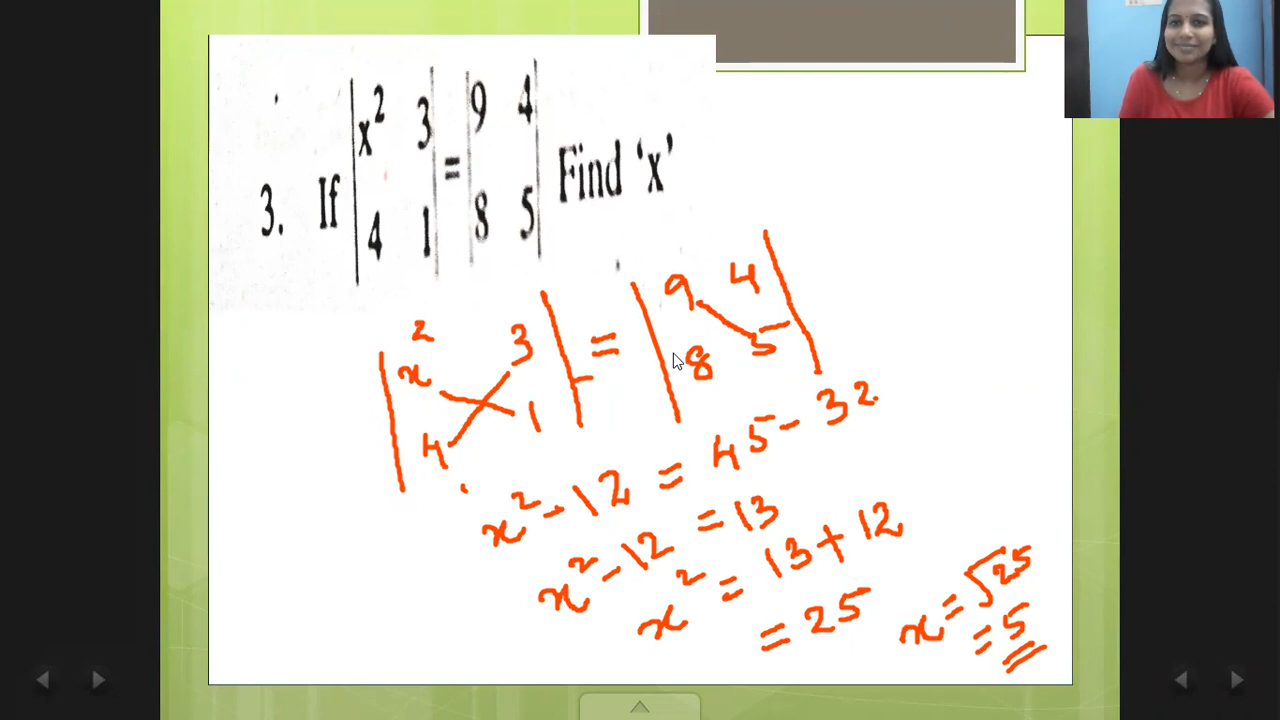 3. If | x² 3 | = | 9 4 | Find ‘x’
| 4 1 | | 8 5 |
| x² 3 | = | 9 4 |
| 4 1 | | 8 5 |
x² - 12 = 45 - 32
x² - 12 = 13
x² = 13 + 12
= 25
x = √25
= 5